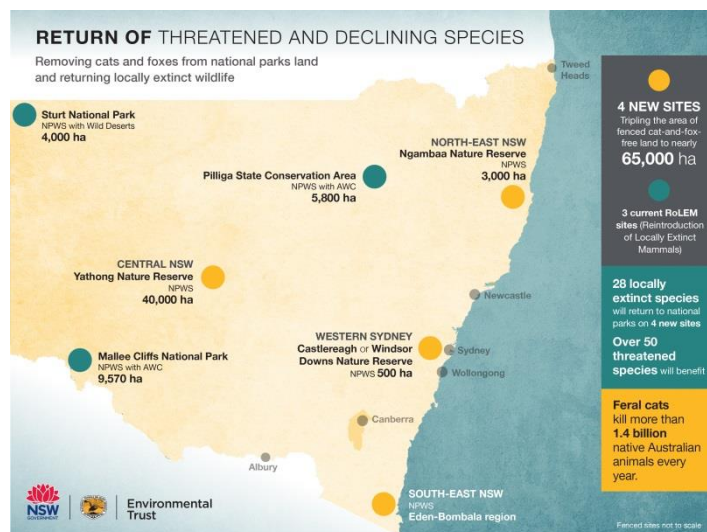 RETURN OF THREATENED AND DECLINING SPECIES
Removing cats and foxes from national parks land
and returning locally extinct wildlife
Tweed
Heads
Sturt National Park
NPWS with Wild Deserts
4,000 ha
Pilliga State Conservation Area
NPWS with AWC
5,800 ha
NORTH-EAST NSW
Ngambaa Nature Reserve
NPWS
3,000 ha
CENTRAL NSW
Yathong Nature Reserve
NPWS
40,000 ha
Newcastle
Mallee Cliffs National Park
NPWS with AWC
9,570 ha
WESTERN SYDNEY
Castlereagh or Windsor
Downs Nature Reserve
NPWS 500 ha
Sydney
Wollongong
Canberra
Albury
SOUTH-EAST NSW
NPWS
Eden-Bombala region
4 NEW SITES
Tripling the area of
fenced cat-and-fox-
free land to nearly
65,000 ha
3 current RoLEM
sites (Reintroduction
of Locally Extinct
Mammals)
28 locally
extinct species
will return to national
parks on 4 new sites
Over 50
threatened
species will benefit
Feral cats
kill more than
1.4 billion
native Australian
animals every
year.
NSW
GOVERNMENT
Environmental
Trust
Fenced sites not to scale